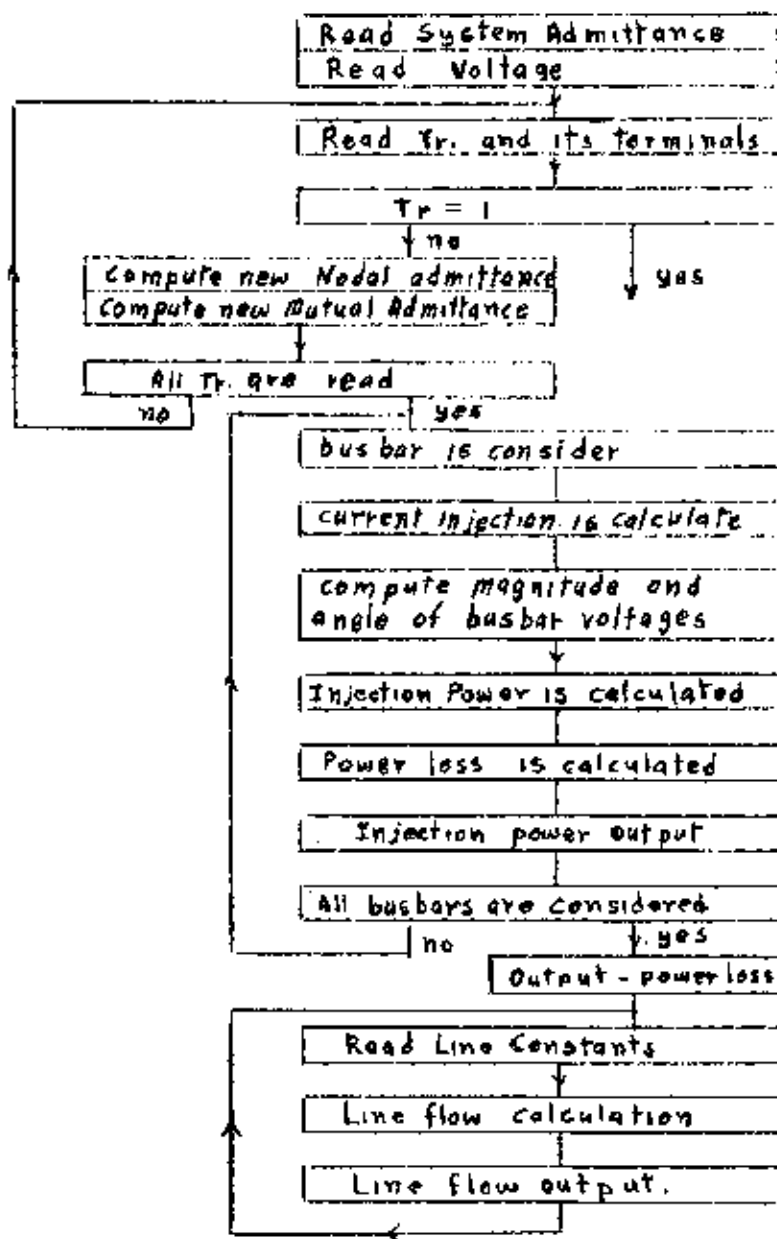 Read System Admittance
Read Voltage
Read Tr. and its terminals
Tr = 1
no
yes
Compute new Nodal admittance
Compute new Mutual Admittance
All Tr. are read
no
yes
busbar is consider
current injection is calculate
compute magnitude and
angle of busbar voltages
Injection Power is calculated
Power loss is calculated
Injection power output
All busbars are considered
no
yes
Output - power loss
Read Line Constants
Line flow calculation
Line flow output.